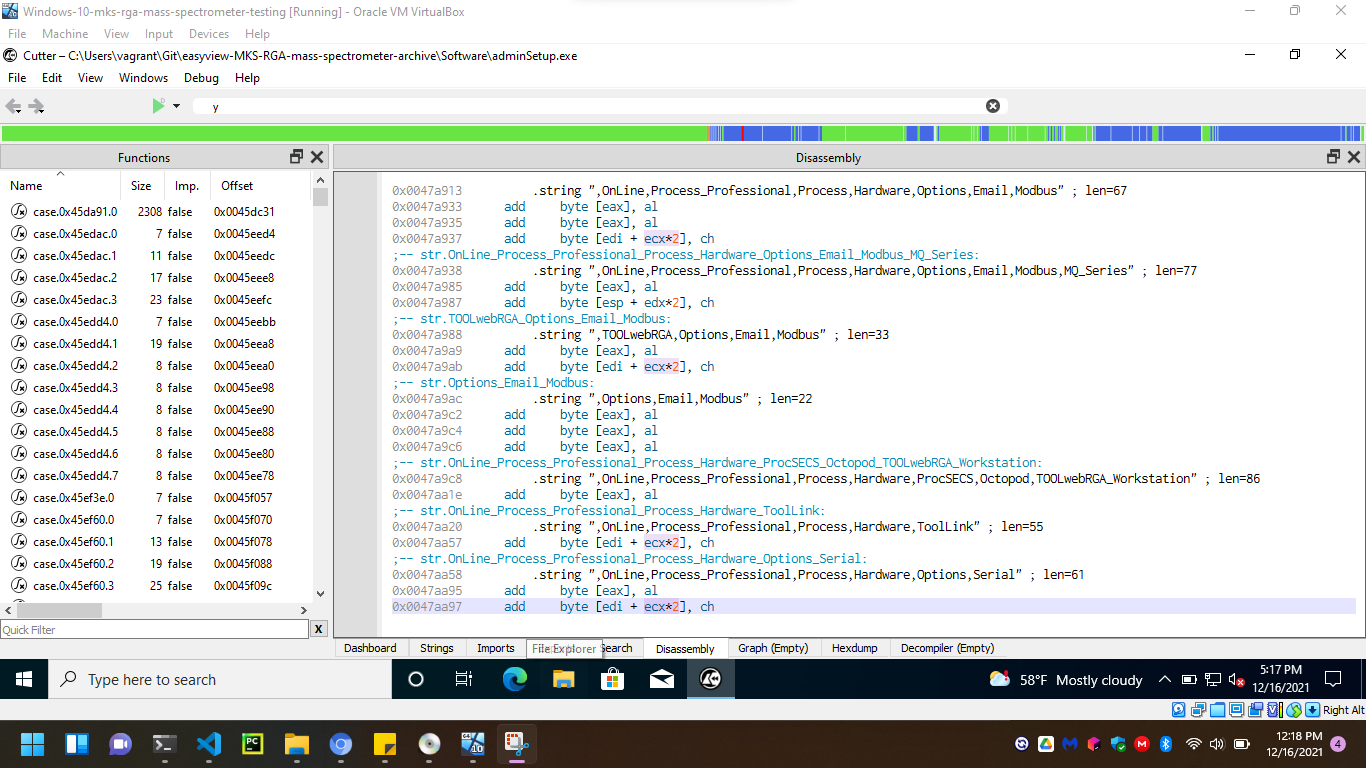 Windows-10-mks-rga-mass-spectrometer-testing [Running] - Oracle VM VirtualBox
File Machine View Input Devices Help
Cutter – C:\Users\vagrant\Git\easyview-MKS-RGA-mass-spectrometer-archive\Software\adminSetup.exe
File Edit View Windows Debug Help
y
Functions
Disassembly
Name Size Imp. Offset
case.0x45da91.0 2308 false 0x0045dc31
case.0x45edac.0 7 false 0x0045eed4
case.0x45edac.1 11 false 0x0045eedc
case.0x45edac.2 17 false 0x0045eee8
case.0x45edac.3 23 false 0x0045eefc
case.0x45edd4.0 7 false 0x0045eebb
case.0x45edd4.1 19 false 0x0045eea8
case.0x45edd4.2 8 false 0x0045eea0
case.0x45edd4.3 8 false 0x0045ee98
case.0x45edd4.4 8 false 0x0045ee90
case.0x45edd4.5 8 false 0x0045ee88
case.0x45edd4.6 8 false 0x0045ee80
case.0x45edd4.7 8 false 0x0045ee78
case.0x45ef3e.0 7 false 0x0045f057
case.0x45ef60.0 7 false 0x0045f070
case.0x45ef60.1 13 false 0x0045f078
case.0x45ef60.2 19 false 0x0045f088
case.0x45ef60.3 25 false 0x0045f09c
Quick Filter
X
0x0047a913 .string ",OnLine,Process_Professional,Process,Hardware,Options,Email,Modbus" ; len=67
0x0047a933 add byte [eax], al
0x0047a935 add byte [eax], al
0x0047a937 add byte [edi + ecx*2], ch
;-- str.OnLine_Process_Professional_Process_Hardware_Options_Email_Modbus_MQ_Series:
0x0047a938 .string ",OnLine,Process_Professional,Process,Hardware,Options,Email,Modbus,MQ_Series" ; len=77
0x0047a985 add byte [eax], al
0x0047a987 add byte [esp + edx*2], ch
;-- str.TOOLwebRGA_Options_Email_Modbus:
0x0047a988 .string ",TOOLwebRGA,Options,Email,Modbus" ; len=33
0x0047a9a9 add byte [eax], al
0x0047a9ab add byte [edi + ecx*2], ch
;-- str.Options_Email_Modbus:
0x0047a9ac .string ",Options,Email,Modbus" ; len=22
0x0047a9c2 add byte [eax], al
0x0047a9c4 add byte [eax], al
0x0047a9c6 add byte [eax], al
;-- str.OnLine_Process_Professional_Process_Hardware_ProcSECS_Octopod_TOOLwebRGA_Workstation:
0x0047a9c8 .string ",OnLine,Process_Professional,Process,Hardware,ProcSECS,Octopod,TOOLwebRGA_Workstation" ; len=86
0x0047aa1e add byte [eax], al
;-- str.OnLine_Process_Professional_Process_Hardware_ToolLink:
0x0047aa20 .string ",OnLine,Process_Professional,Process,Hardware,ToolLink" ; len=55
0x0047aa57 add byte [edi + ecx*2], ch
;-- str.OnLine_Process_Professional_Process_Hardware_Options_Serial:
0x0047aa58 .string ",OnLine,Process_Professional,Process,Hardware,Options,Serial" ; len=61
0x0047aa95 add byte [eax], al
0x0047aa97 add byte [edi + ecx*2], ch
Dashboard Strings Imports File Explorer Search Disassembly Graph (Empty) Hexdump Decompiler (Empty)
Type here to search
58°F Mostly cloudy
5:17 PM
12/16/2021
Right Alt
12:18 PM
12/16/2021
4